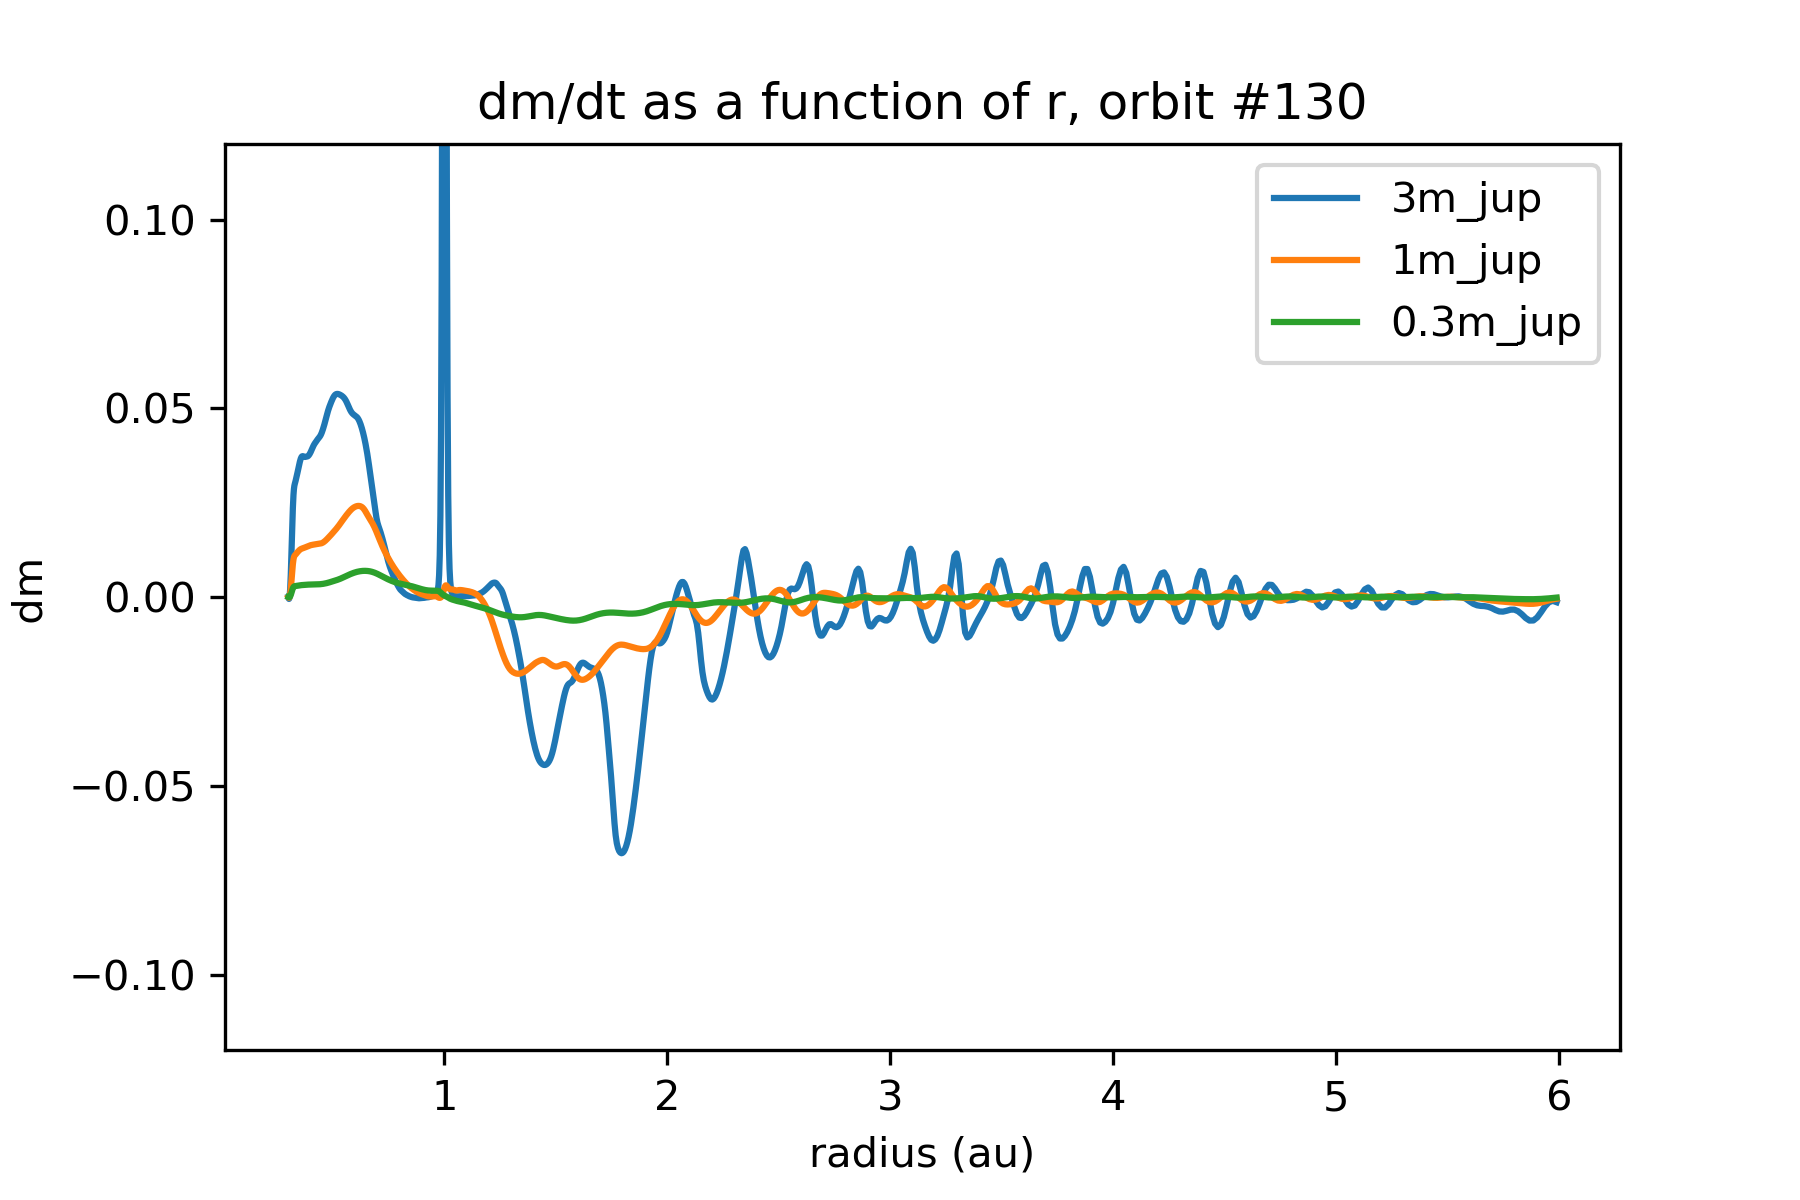 dm/dt as a function of r, orbit #130
3m_jup
1m_jup
0.3m_jup
dm
0.10
0.05
0.00
−0.05
−0.10
1 2 3 4 5 6
radius (au)